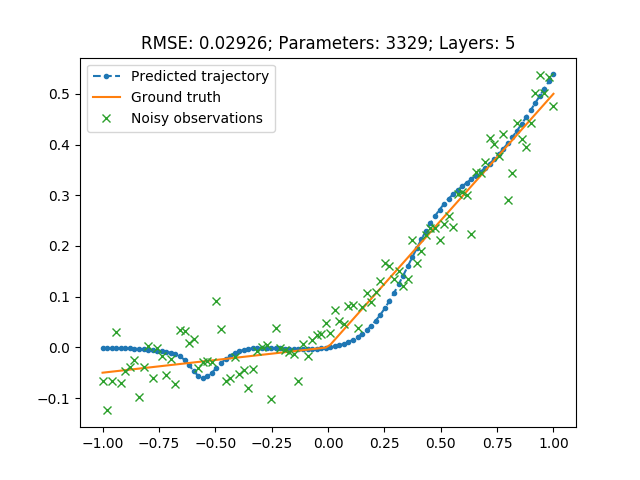 RMSE: 0.02926; Parameters: 3329; Layers: 5
Predicted trajectory
Ground truth
Noisy observations
0.5
0.4
0.3
0.2
0.1
0.0
−0.1
−1.00 −0.75 −0.50 −0.25 0.00 0.25 0.50 0.75 1.00